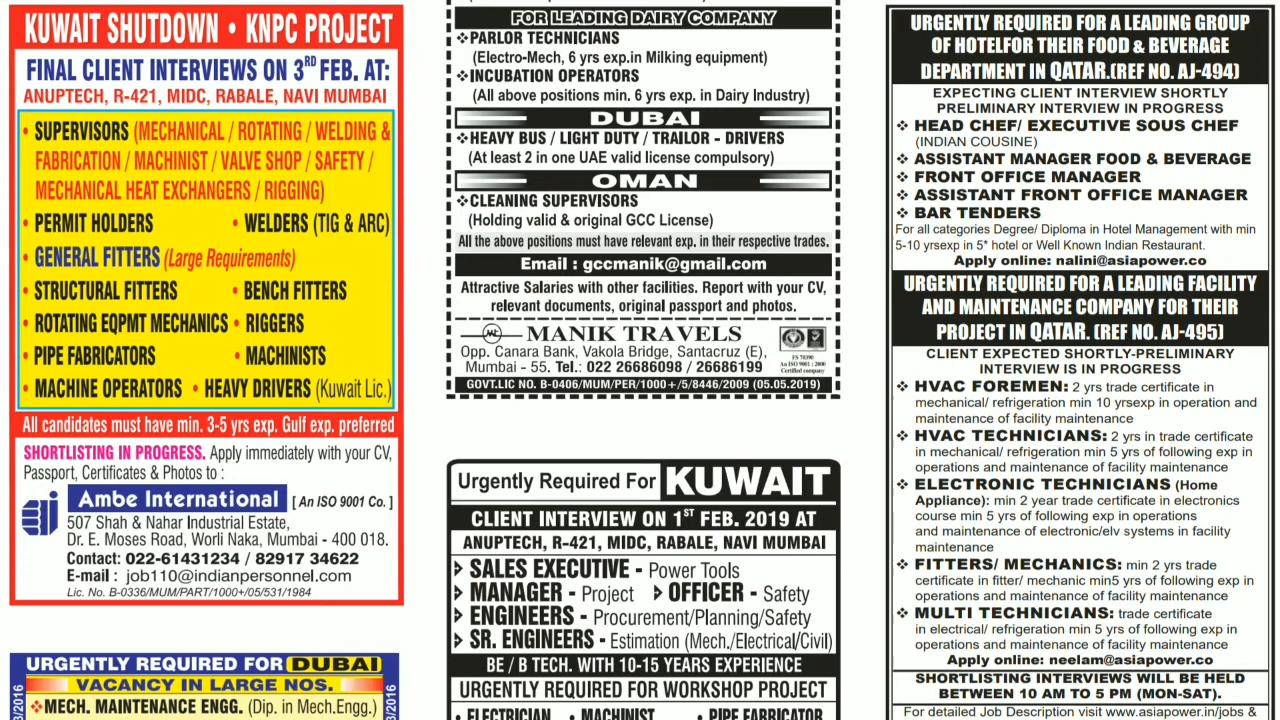 KUWAIT SHUTDOWN • KNPC PROJECT
FINAL CLIENT INTERVIEWS ON 3RD FEB. AT:
ANUPTECH, R-421, MIDC, RABALE, NAVI MUMBAI
• SUPERVISORS (MECHANICAL / ROTATING / WELDING &
FABRICATION / MACHINIST / VALVE SHOP / SAFETY /
MECHANICAL HEAT EXCHANGERS / RIGGING)
• PERMIT HOLDERS • WELDERS (TIG & ARC)
• GENERAL FITTERS (Large Requirements)
• STRUCTURAL FITTERS • BENCH FITTERS
• ROTATING EQPMT MECHANICS • RIGGERS
• PIPE FABRICATORS • MACHINISTS
• MACHINE OPERATORS • HEAVY DRIVERS (Kuwait Lic.)
All candidates must have min. 3-5 yrs exp. Gulf exp. preferred
SHORTLISTING IN PROGRESS. Apply immediately with your CV,
Passport, Certificates & Photos to :
Ambe International [ An ISO 9001 Co. ]
507 Shah & Nahar Industrial Estate,
Dr. E. Moses Road, Worli Naka, Mumbai - 400 018.
Contact: 022-61431234 / 82917 34622
E-mail : job110@indianpersonnel.com
Lic. No. B-0336/MUM/PART/1000+/05/531/1984
URGENTLY REQUIRED FOR DUBAI
VACANCY IN LARGE NOS.
❖MECH. MAINTENANCE ENGG. (Dip. in Mech.Engg.)
FOR LEADING DAIRY COMPANY
❖PARLOR TECHNICIANS
(Electro-Mech, 6 yrs exp.in Milking equipment)
❖INCUBATION OPERATORS
(All above positions min. 6 yrs exp. in Dairy Industry)
DUBAI
❖HEAVY BUS / LIGHT DUTY / TRAILOR - DRIVERS
(At least 2 in one UAE valid license compulsory)
OMAN
❖CLEANING SUPERVISORS
(Holding valid & original GCC License)
All the above positions must have relevant exp. in their respective trades.
Email : gccmanik@gmail.com
Attractive Salaries with other facilities. Report with your CV,
relevant documents, original passport and photos.
MANIK TRAVELS
Opp. Canara Bank, Vakola Bridge, Santacruz (E),
Mumbai - 55. Tel.: 022 26686098 / 26686199
FS 70390
An ISO 9001 : 2000
Certified company
GOVT.LIC NO. B-0406/MUM/PER/1000+/5/8446/2009 (05.05.2019)
Urgently Required For KUWAIT
CLIENT INTERVIEW ON 1ST FEB. 2019 AT
ANUPTECH, R-421, MIDC, RABALE, NAVI MUMBAI
SALES EXECUTIVE - Power Tools
MANAGER - Project OFFICER - Safety
ENGINEERS - Procurement/Planning/Safety
SR. ENGINEERS - Estimation (Mech./Electrical/Civil)
BE / B TECH. WITH 10-15 YEARS EXPERIENCE
URGENTLY REQUIRED FOR WORKSHOP PROJECT
• ELECTRICIAN • MACHINIST • PIPE FABRICATOR
URGENTLY REQUIRED FOR A LEADING GROUP
OF HOTELFOR THEIR FOOD & BEVERAGE
DEPARTMENT IN QATAR.(REF NO. AJ-494)
EXPECTING CLIENT INTERVIEW SHORTLY
PRELIMINARY INTERVIEW IN PROGRESS
❖ HEAD CHEF/ EXECUTIVE SOUS CHEF
(INDIAN COUSINE)
❖ ASSISTANT MANAGER FOOD & BEVERAGE
❖ FRONT OFFICE MANAGER
❖ ASSISTANT FRONT OFFICE MANAGER
❖ BAR TENDERS
For all categories Degree/ Diploma in Hotel Management with min
5-10 yrsexp in 5* hotel or Well Known Indian Restaurant.
Apply online: nalini@asiapower.co
URGENTLY REQUIRED FOR A LEADING FACILITY
AND MAINTENANCE COMPANY FOR THEIR
PROJECT IN QATAR. (REF NO. AJ-495)
CLIENT EXPECTED SHORTLY-PRELIMINARY
INTERVIEW IS IN PROGRESS
❖ HVAC FOREMEN: 2 yrs trade certificate in
mechanical/ refrigeration min 10 yrsexp in operation and
maintenance of facility maintenance
❖ HVAC TECHNICIANS: 2 yrs in trade certificate
in mechanical/ refrigeration min 5 yrs of following exp in
operations and maintenance of facility maintenance
❖ ELECTRONIC TECHNICIANS (Home
Appliance): min 2 year trade certificate in electronics
course min 5 yrs of following exp in operations
and maintenance of electronic/elv systems in facility
maintenance
❖ FITTERS/ MECHANICS: min 2 yrs trade
certificate in fitter/ mechanic min5 yrs of following exp in
operations and maintenance of facility maintenance
❖ MULTI TECHNICIANS: trade certificate
in electrical/ refrigeration min 5 yrs of following exp in
operations and maintenance of facility maintenance
Apply online: neelam@asiapower.co
SHORTLISTING INTERVIEWS WILL BE HELD
BETWEEN 10 AM TO 5 PM (MON-SAT).
For detailed Job Description visit www.asiapower.in/jobs &